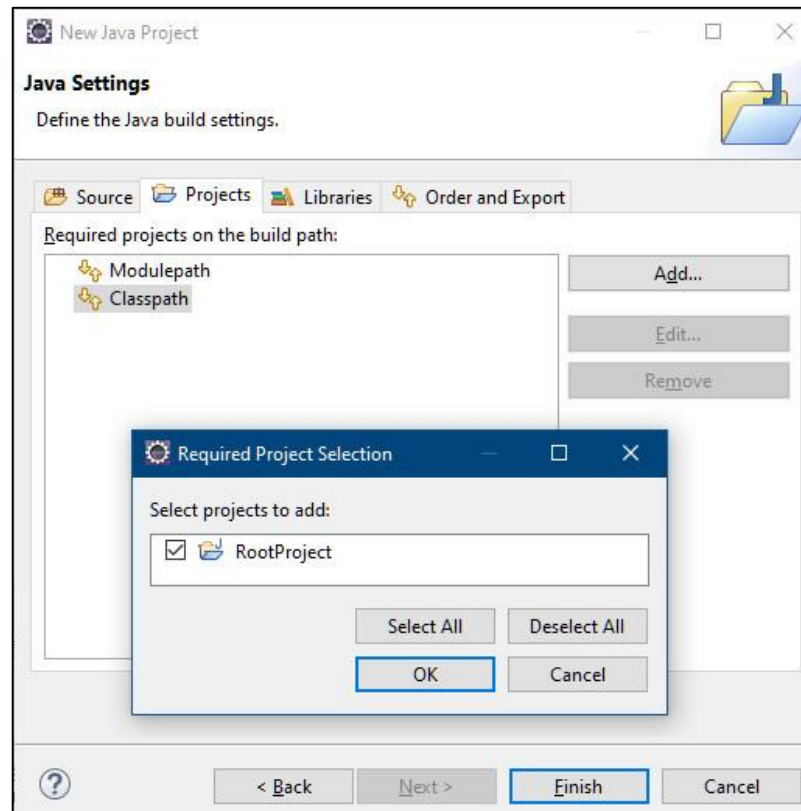 New Java Project
Java Settings
Define the Java build settings.
Source Projects Libraries Order and Export
Required projects on the build path:
Modulepath
Classpath
Add...
Edit...
Remove
Required Project Selection
Select projects to add:
RootProject
Select All Deselect All
OK Cancel
? < Back Next > Finish Cancel